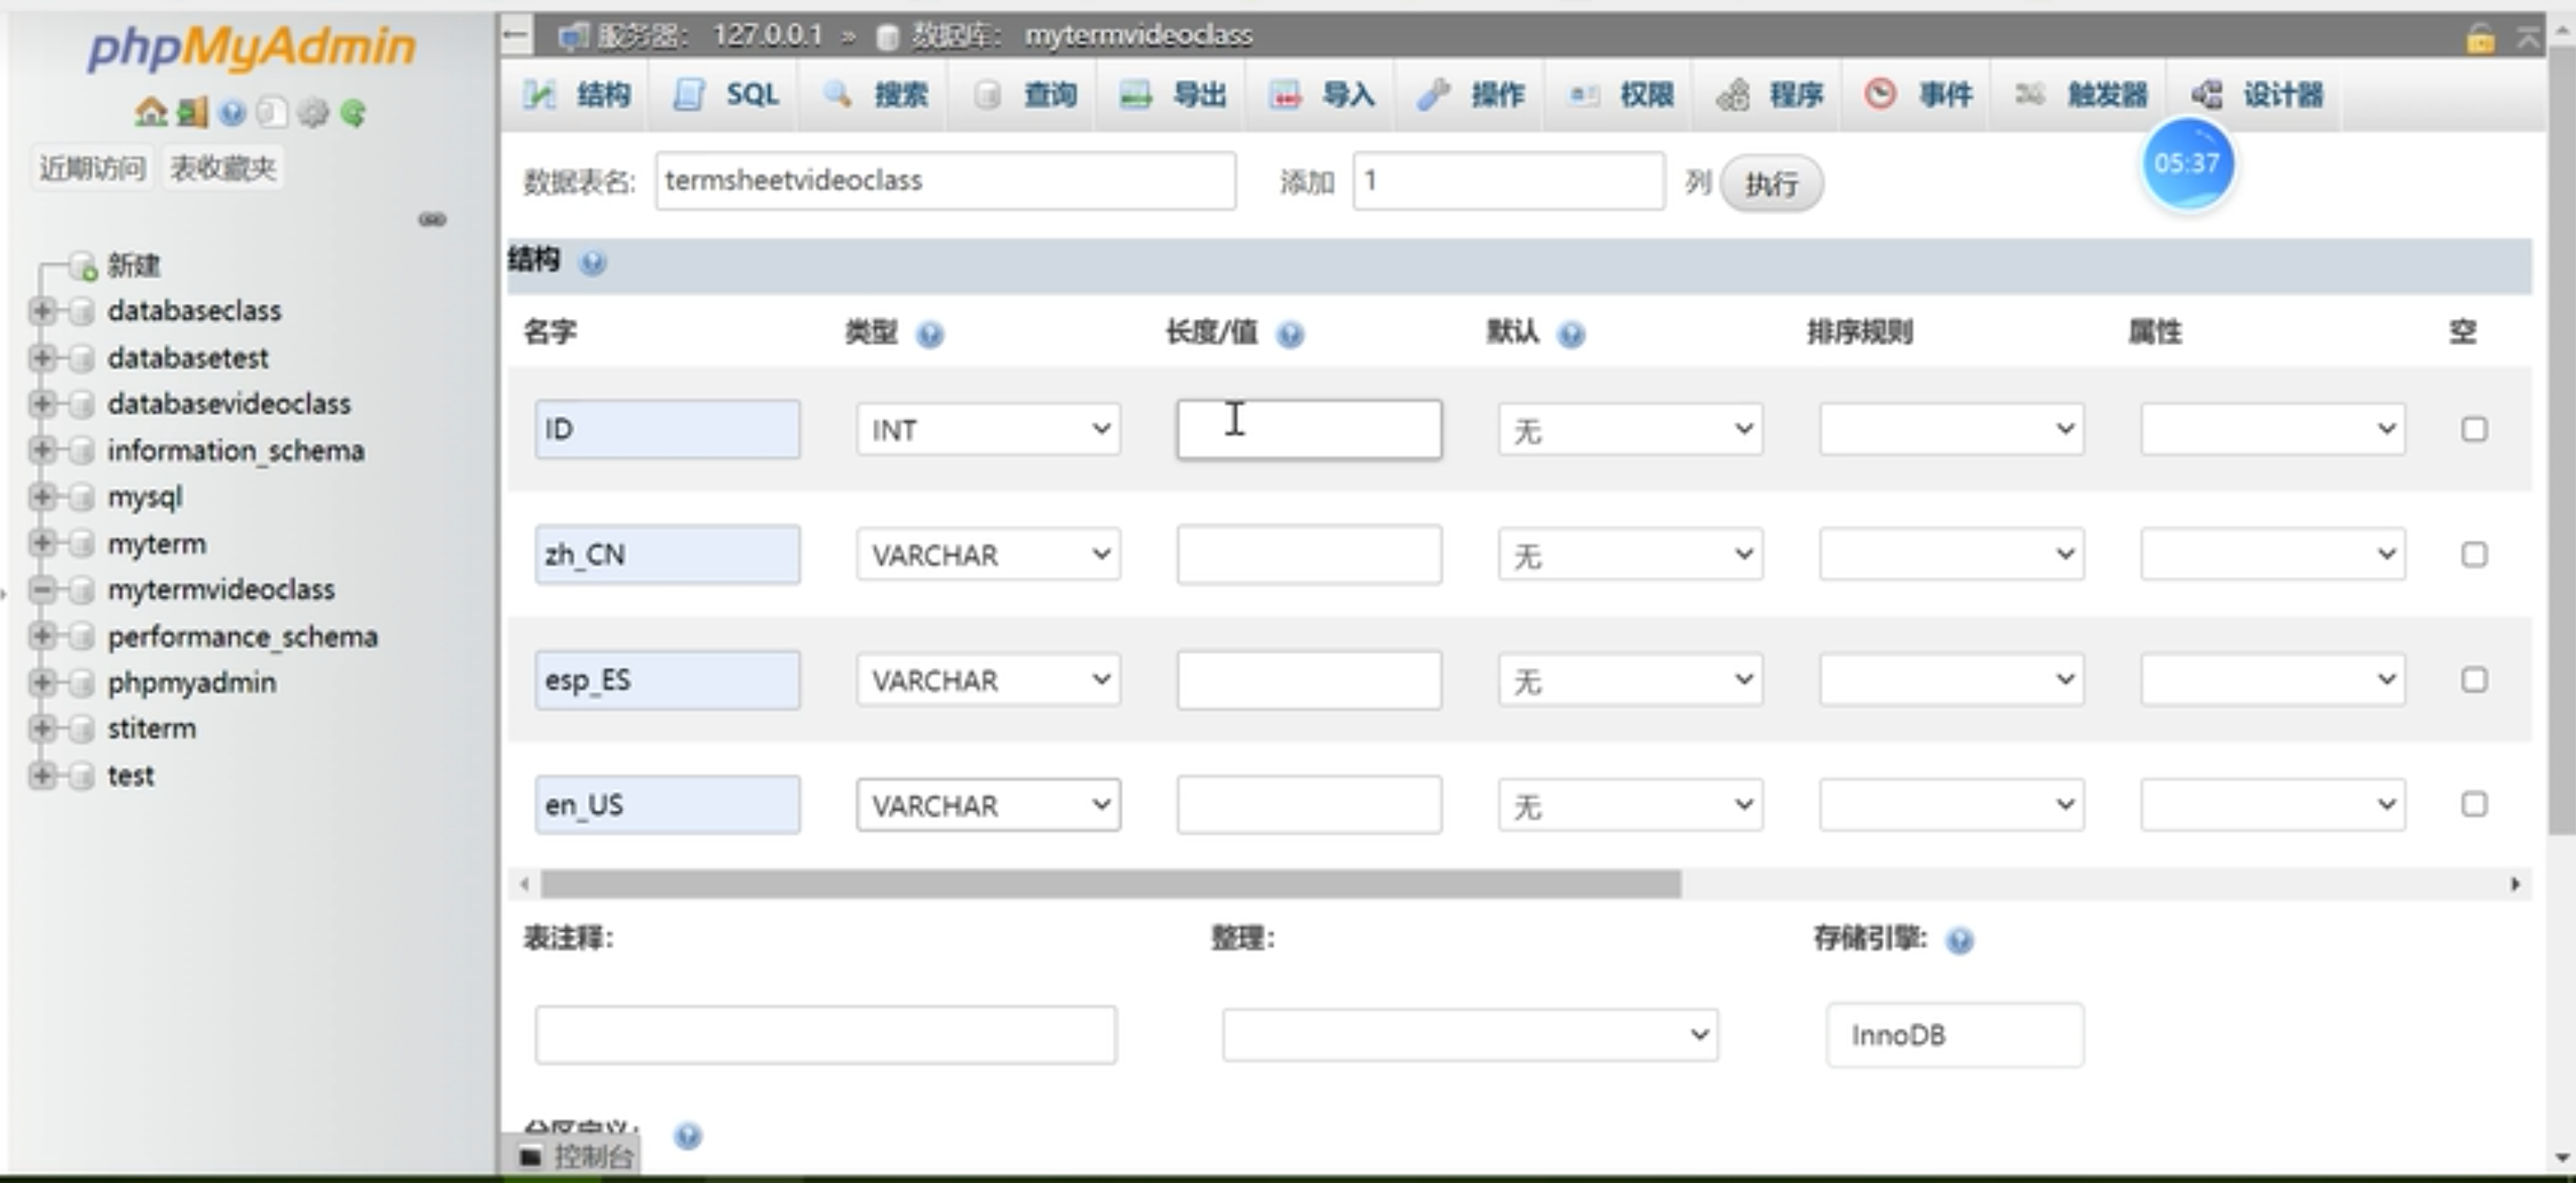 phpMyAdmin
近期访问 表收藏夹
新建
databaseclass
databasetest
databasevideoclass
information_schema
mysql
myterm
mytermvideoclass
performance_schema
phpmyadmin
stiterm
test
服务器: 127.0.0.1 » 数据库: mytermvideoclass
结构 SQL 搜索 查询 导出 导入 操作 权限 程序 事件 触发器 设计器
05:37
数据表名: termsheetvideoclass 添加 1 列 执行
结构
名字 类型 长度/值 默认 排序规则 属性 空
ID INT 无
zh_CN VARCHAR 无
esp_ES VARCHAR 无
en_US VARCHAR 无
表注释: 整理: 存储引擎:
InnoDB
分区定义:
控制台